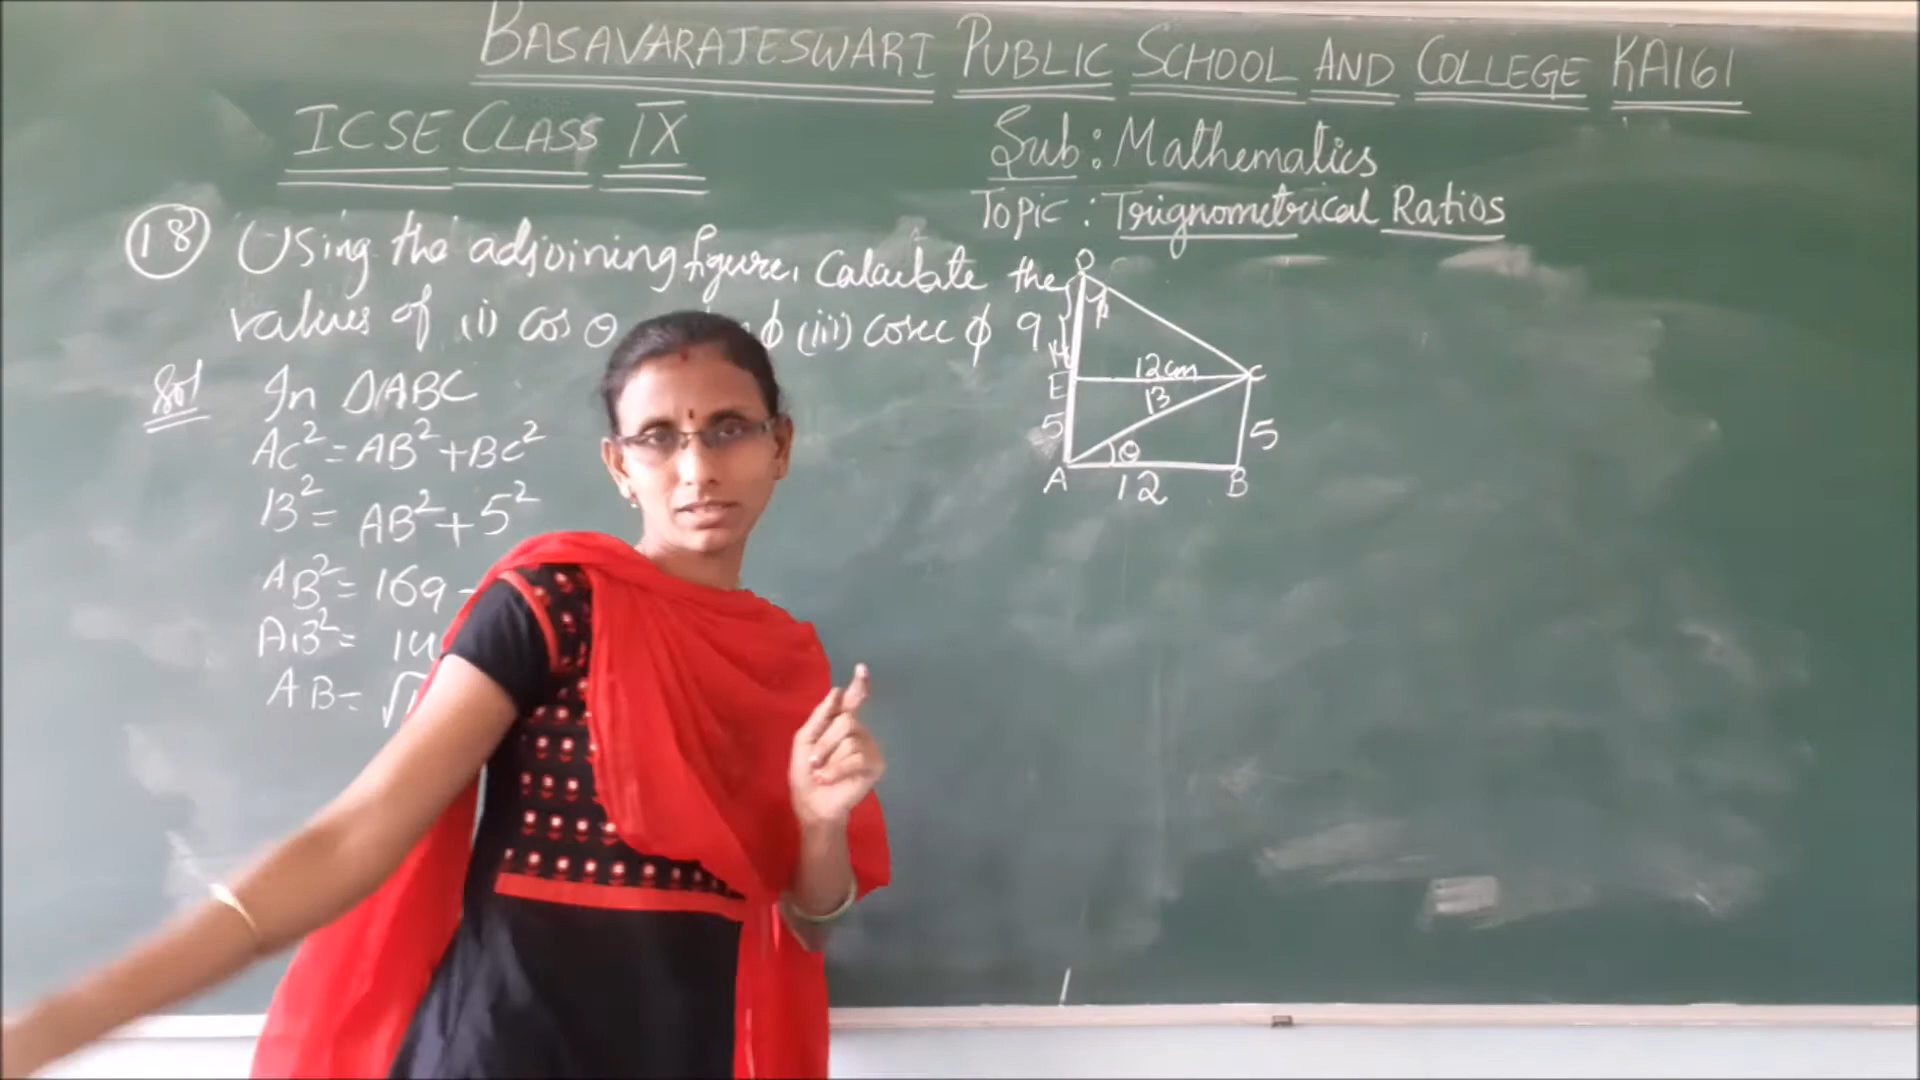 BASAVARAJESWARI PUBLIC SCHOOL AND COLLEGE KA161
ICSE CLASS IX
Sub: Mathematics
Topic: Trignometrical Ratios
(18) Using the adjoining figure, Calculate the
values of (i) cos θ ϕ (iii) cosec ϕ
Sol In ΔABC
AC²=AB²+BC²
13²= AB²+5²
AB²= 169-
AB²=
AB= √
D
9
E 12cm C
13
5 θ 5
A 12 B